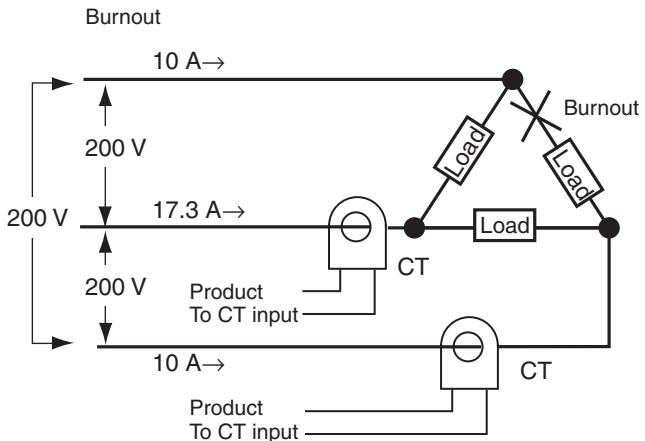 Burnout
10 A→
Burnout
200 V
Load
Load
200 V
17.3 A→
Load
CT
200 V
Product
To CT input
10 A→
CT
Product
To CT input